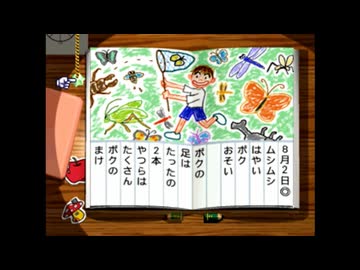 8月2日◎
ムシムシ
はやい
ボク
おそい
ボクの
足は
たったの
2本
やつらは
たくさん
ボクの
まけ